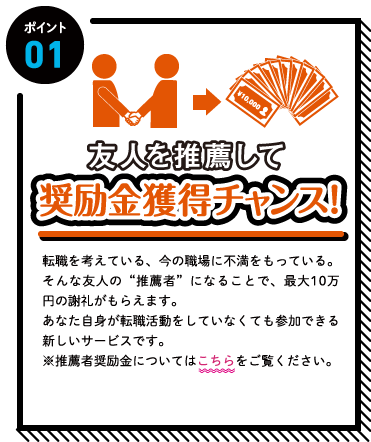 ポイント
01
¥10,000
友人を推薦して
奨励金獲得チャンス!
転職を考えている、今の職場に不満をもっている。
そんな友人の“推薦者”になることで、最大10万
円の謝礼がもらえます。
あなた自身が転職活動をしていなくても参加できる
新しいサービスです。
※推薦者奨励金についてはこちらをご覧ください。